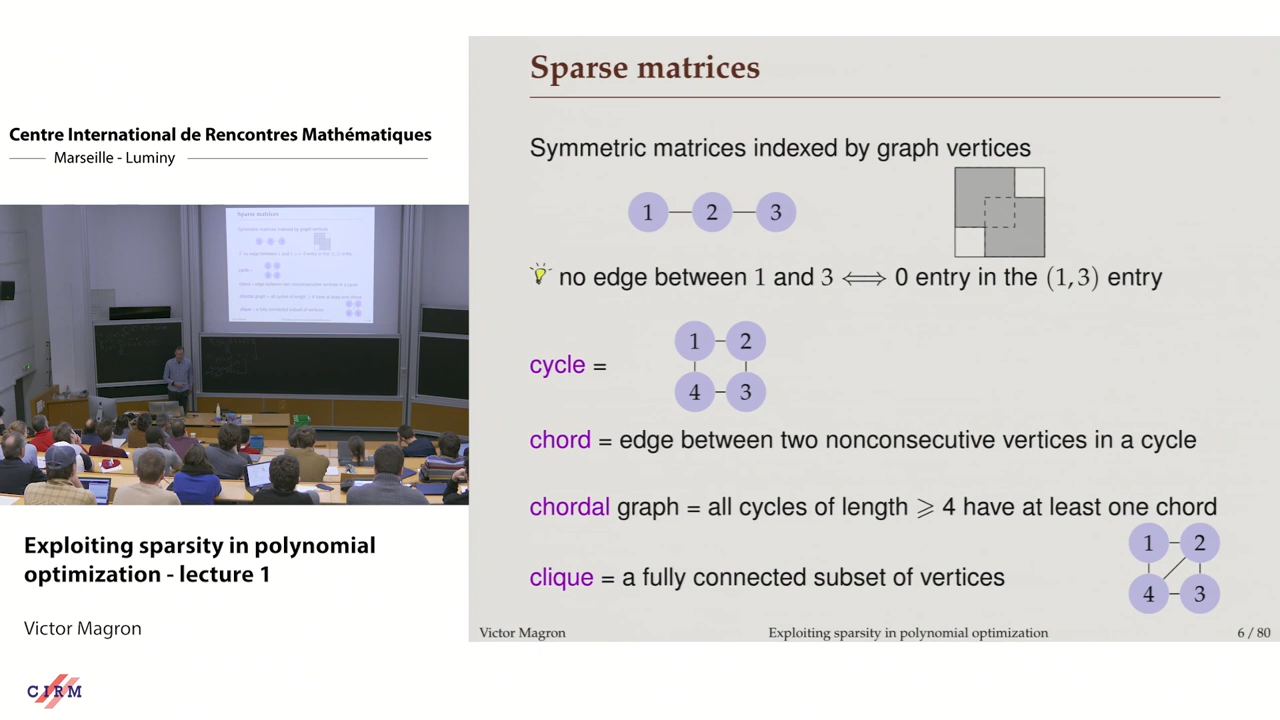 Centre International de Rencontres Mathématiques
Marseille - Luminy
Exploiting sparsity in polynomial
optimization - lecture 1
Victor Magron
CIRM
Sparse matrices
Symmetric matrices indexed by graph vertices
1 2 3
no edge between 1 and 3 ⟺ 0 entry in the (1, 3) entry
1 2
cycle =
4 3
chord = edge between two nonconsecutive vertices in a cycle
chordal graph = all cycles of length ⩾ 4 have at least one chord
1 2
clique = a fully connected subset of vertices
4 3
Victor Magron Exploiting sparsity in polynomial optimization 6 / 80